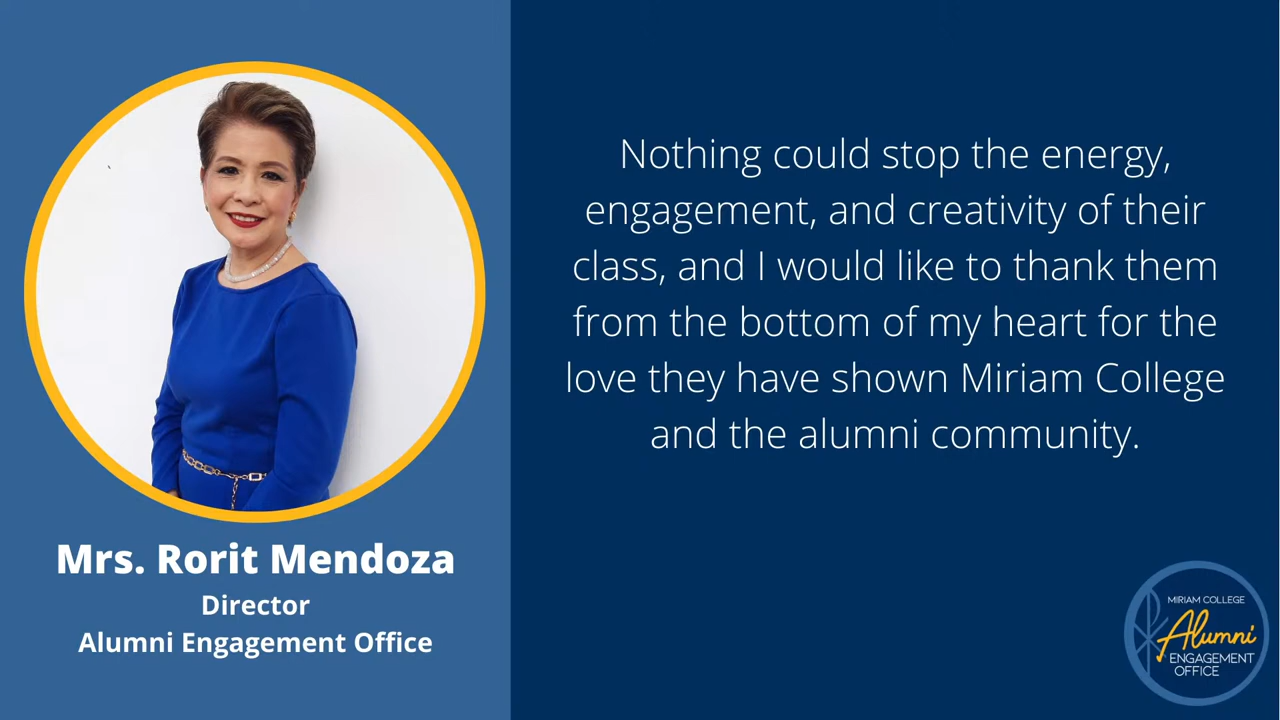 Nothing could stop the energy,
engagement, and creativity of their
class, and I would like to thank them
from the bottom of my heart for the
love they have shown Miriam College
and the alumni community.
Mrs. Rorit Mendoza
Director
Alumni Engagement Office
MIRIAM COLLEGE
Alumni
ENGAGEMENT
OFFICE